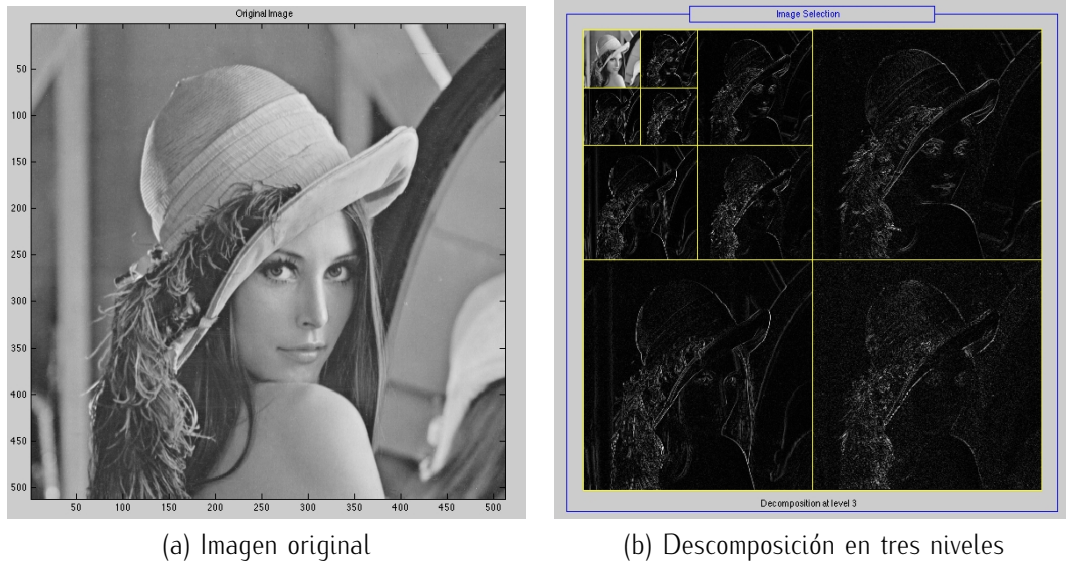 Original Image
50
100
150
200
250
300
350
400
450
500
50 100 150 200 250 300 350 400 450 500
(a) Imagen original
Image Selection
Decomposition at level 3
(b) Descomposición en tres niveles